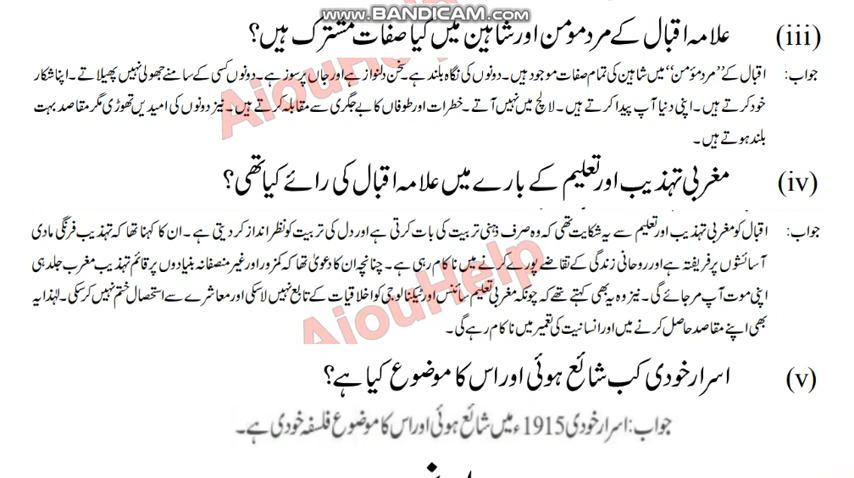 www.BANDICAM.com
(iii) علامہ اقبال کے مرد مومن اور شاہین میں کیا صفات مشترک ہیں؟
جواب: اقبال کے ”مرد مؤمن“ میں شاہین کی تمام صفات موجود ہیں۔ دونوں کی نگاہ بلند ہے۔ سخن دلنواز ہے اور جاں پر سوز ہے۔ دونوں کسی کے سامنے جھولی نہیں پھیلاتے۔ اپنا شکار
خود کرتے ہیں۔ اپنی دنیا آپ پیدا کرتے ہیں۔ لالچ میں نہیں آتے۔ خطرات اور طوفاں کا بے جگری سے مقابلہ کرتے ہیں۔ نیز دونوں کی امیدیں تھوڑی مگر مقاصد بہت
بلند ہوتے ہیں۔
(iv) مغربی تہذیب اور تعلیم کے بارے میں علامہ اقبال کی رائے کیا تھی؟
جواب: اقبال کو مغربی تہذیب اور تعلیم سے یہ شکایت تھی کہ وہ صرف ذہنی تربیت کی بات کرتی ہے اور دل کی تربیت کو نظر انداز کر دیتی ہے۔ ان کا کہنا تھا کہ تہذیب فرنگی مادی
آسائشوں پر فریفتہ ہے اور روحانی زندگی کے تقاضے پورے کرنے میں ناکام رہی ہے۔ چنانچہ ان کا دعویٰ تھا کہ کمزور اور غیر منصفانہ بنیادوں پر قائم تہذیب مغرب جلد ہی
اپنی موت آپ مر جائے گی۔ نیز وہ یہ بھی کہتے تھے کہ چونکہ مغربی تعلیم سائنس اور ٹیکنالوجی کو اخلاقیات کے تابع نہیں لا سکی اور معاشرے سے استحصال ختم نہیں کر سکی۔ لہٰذا یہ
بھی اپنے مقاصد حاصل کرنے میں اور انسانیت کی تعمیر میں ناکام رہے گی۔
(v) اسرار خودی کب شائع ہوئی اور اس کا موضوع کیا ہے؟
جواب: اسرار خودی 1915ء میں شائع ہوئی اور اس کا موضوع فلسفہ خودی ہے۔
AiouHelp
AiouHelp